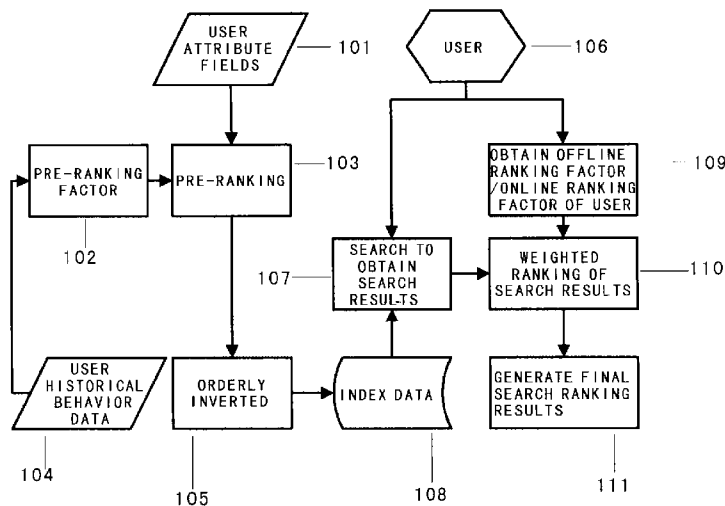 USER
ATTRIBUTE
FIELDS
101
USER
106
PRE-RANKING
FACTOR
102
PRE-RANKING
103
OBTAIN OFFLINE
RANKING FACTOR
/ONLINE RANKING
FACTOR OF USER
109
107
SEARCH TO
OBTAIN
SEARCH
RESULTS
WEIGHTED
RANKING OF
SEARCH RESULTS
110
USER
HISTORICAL
BEHAVIOR
DATA
104
ORDERLY
INVERTED
105
INDEX DATA
108
GENERATE FINAL
SEARCH RANKING
RESULTS
111